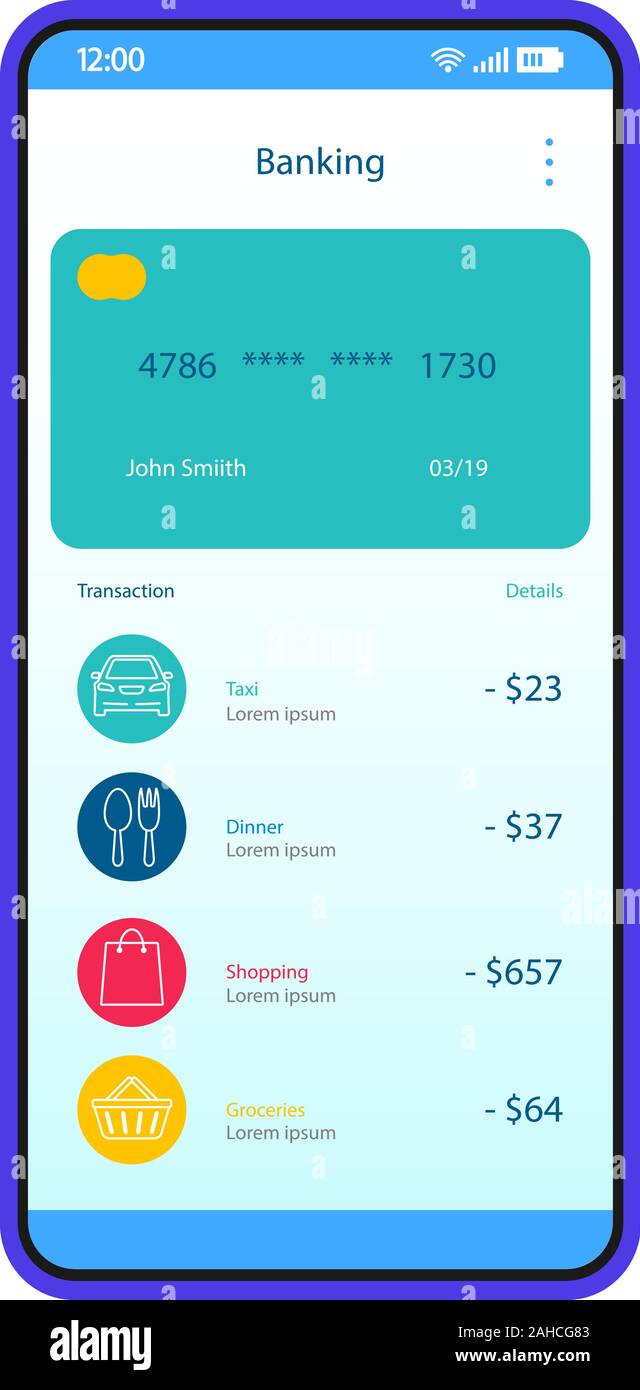 12:00
Banking
4786 **** **** 1730
John Smiith 03/19
Transaction Details
Taxi
Lorem ipsum
- $23
Dinner
Lorem ipsum
- $37
Shopping
Lorem ipsum
- $657
Groceries
Lorem ipsum
- $64
alamy
a
alamy
Image ID: 2AHCG83
www.alamy.com